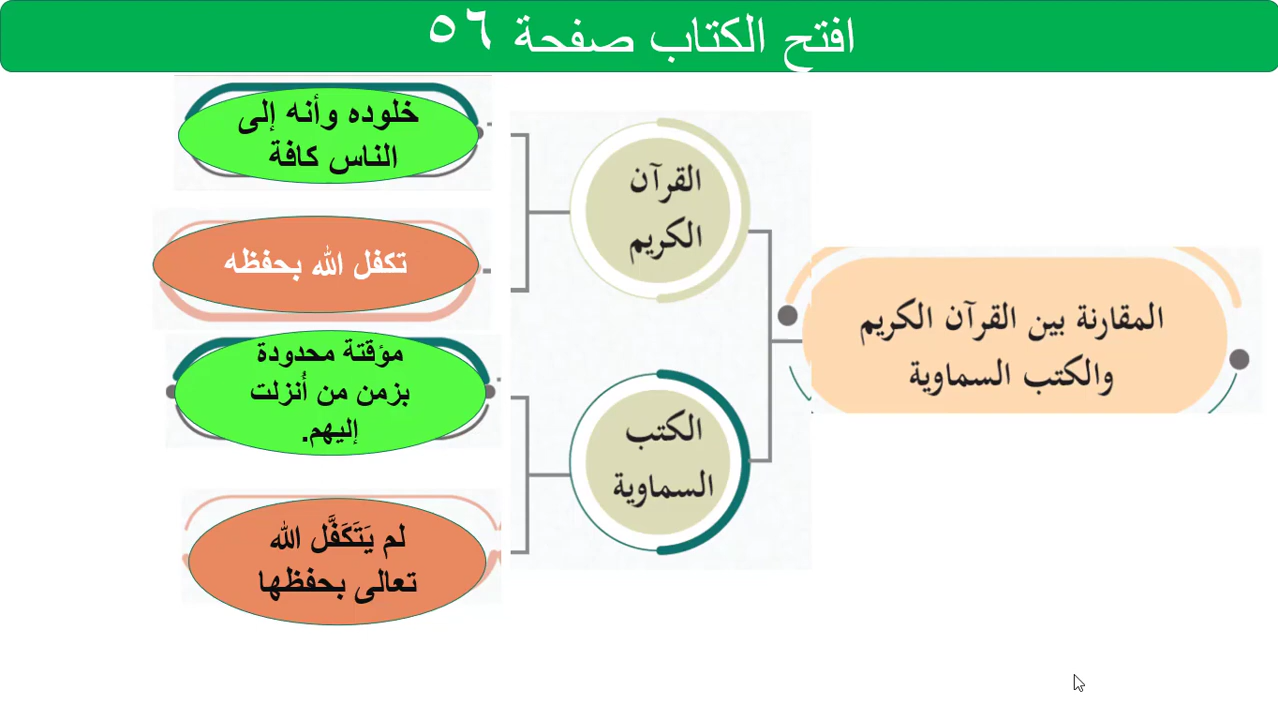 افتح الكتاب صفحة ٥٦
المقارنة بين القرآن الكريم
والكتب السماوية
القرآن
الكريم
خلوده وأنه إلى
الناس كافة
تكفل الله بحفظه
الكتب
السماوية
مؤقتة محدودة
بزمن من أُنزلت
إليهم.
لم يَتَكَفَّل الله
تعالى بحفظها